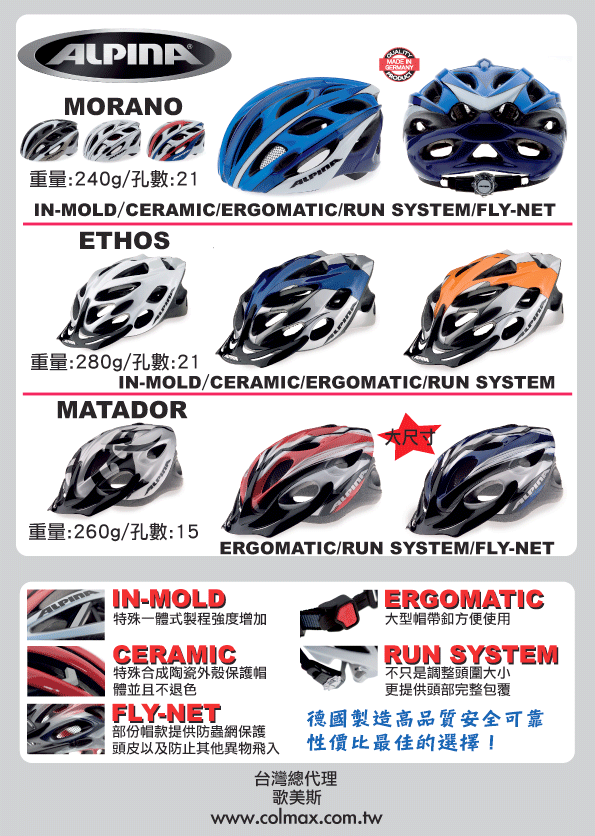 ALPINA®
QUALITY
MADE IN
GERMANY
PRODUCT
MORANO
重量:240g/孔數:21
ALPINA
IN-MOLD/CERAMIC/ERGOMATIC/RUN SYSTEM/FLY-NET
ETHOS
ALPINA
ALPINA
ALPINA
重量:280g/孔數:21
IN-MOLD/CERAMIC/ERGOMATIC/RUN SYSTEM
MATADOR
大尺寸
ALPINA
ALPINA
ALPINA
重量:260g/孔數:15
ERGOMATIC/RUN SYSTEM/FLY-NET
ALPINA
IN-MOLD
特殊一體式製程強度增加
ERGOMATIC
大型帽帶釦方便使用
CERAMIC
特殊合成陶瓷外殼保護帽
體並且不退色
RUN SYSTEM
不只是調整頭圍大小
更提供頭部完整包覆
FLY-NET
部份帽款提供防蟲網保護
頭皮以及防止其他異物飛入
德國製造高品質安全可靠
性價比最佳的選擇！
台灣總代理
歌美斯
www.colmax.com.tw